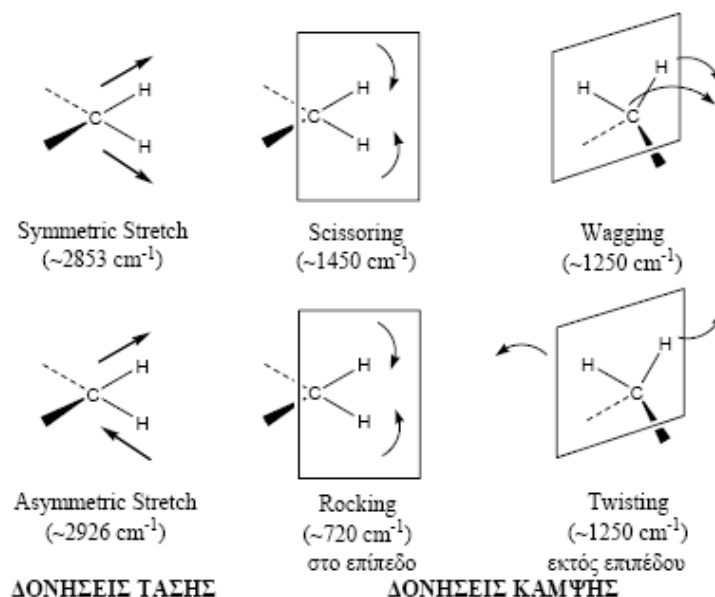 H
C
H
Symmetric Stretch
(~2853 cm-1)
H
C
H
Scissoring
(~1450 cm-1)
H
H
C
Wagging
(~1250 cm-1)
H
C
H
Asymmetric Stretch
(~2926 cm-1)
H
C
H
Rocking
(~720 cm-1)
στο επίπεδο
H
H
C
Twisting
(~1250 cm-1)
εκτός επιπέδου
ΔΟΝΗΣΕΙΣ ΤΑΣΗΣ
ΔΟΝΗΣΕΙΣ ΚΑΜΨΗΣ